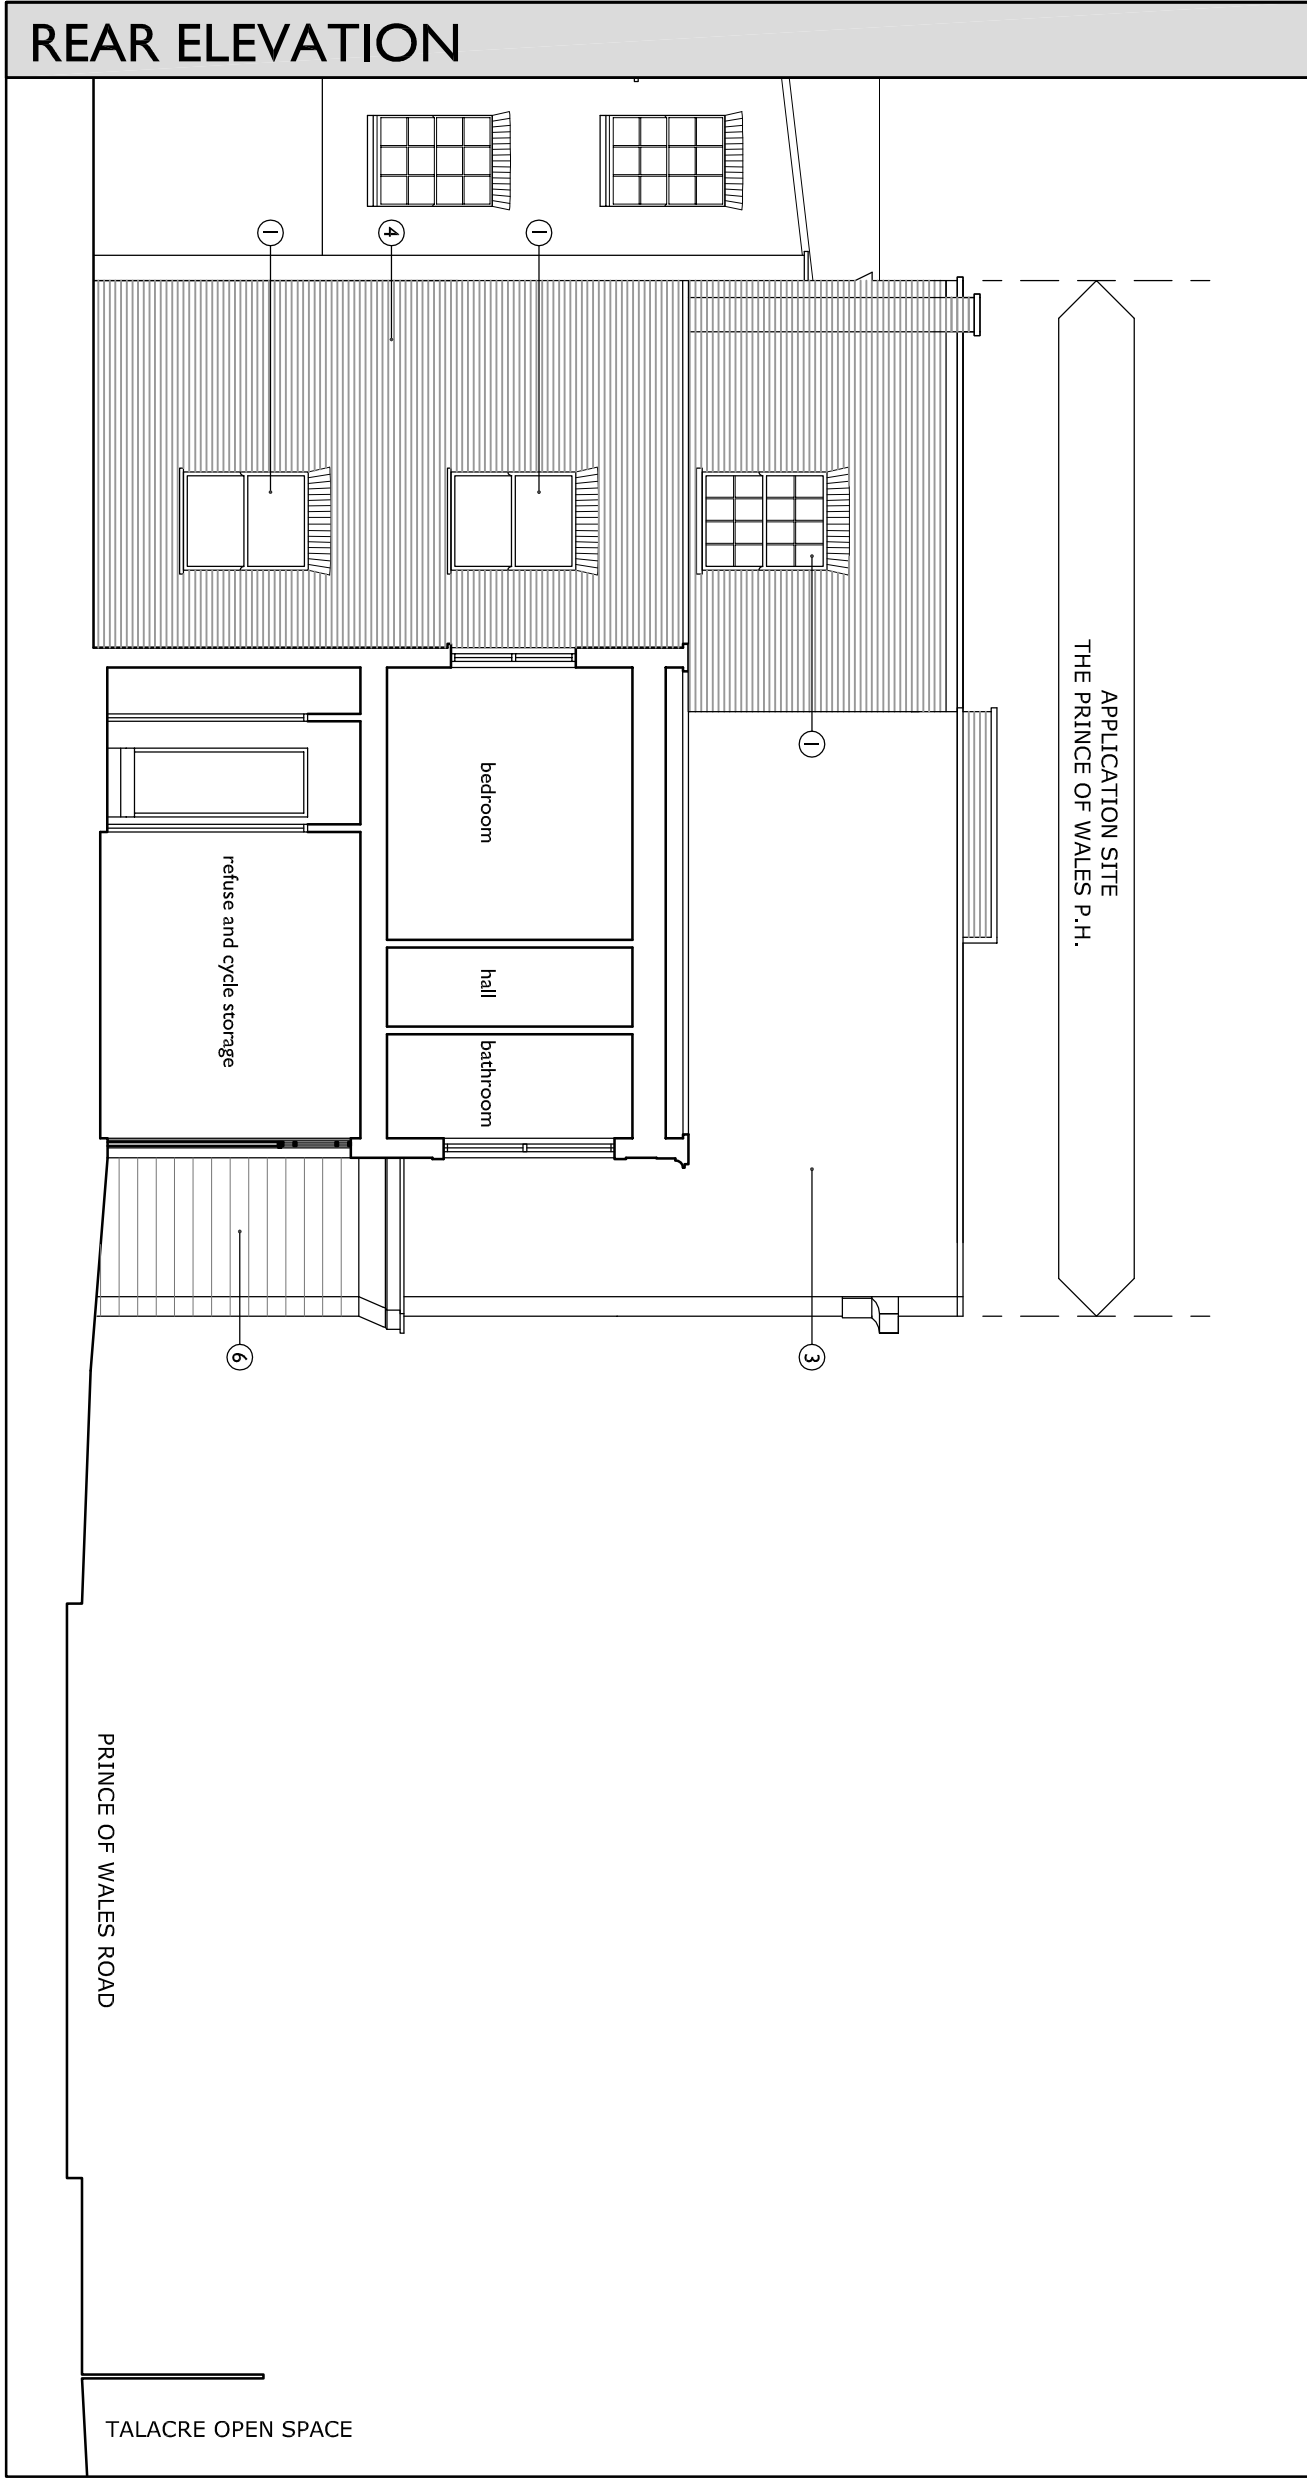 REAR ELEVATION
APPLICATION SITE
THE PRINCE OF WALES P.H.
1
4
1
1
bedroom
hall
bathroom
refuse and cycle storage
3
6
PRINCE OF WALES ROAD
TALACRE OPEN SPACE